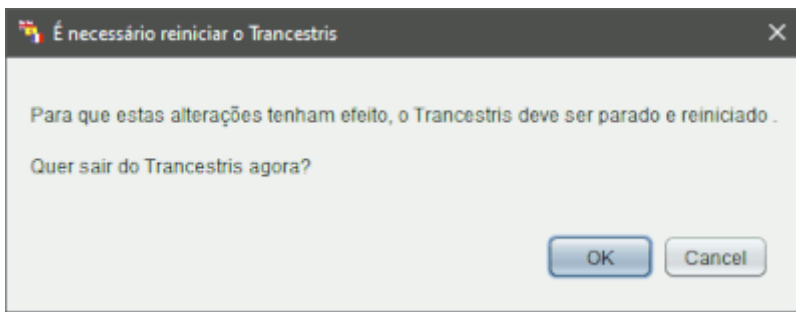 É necessário reiniciar o Trancestris
Para que estas alterações tenham efeito, o Trancestris deve ser parado e reiniciado .
Quer sair do Trancestris agora?
OK
Cancel